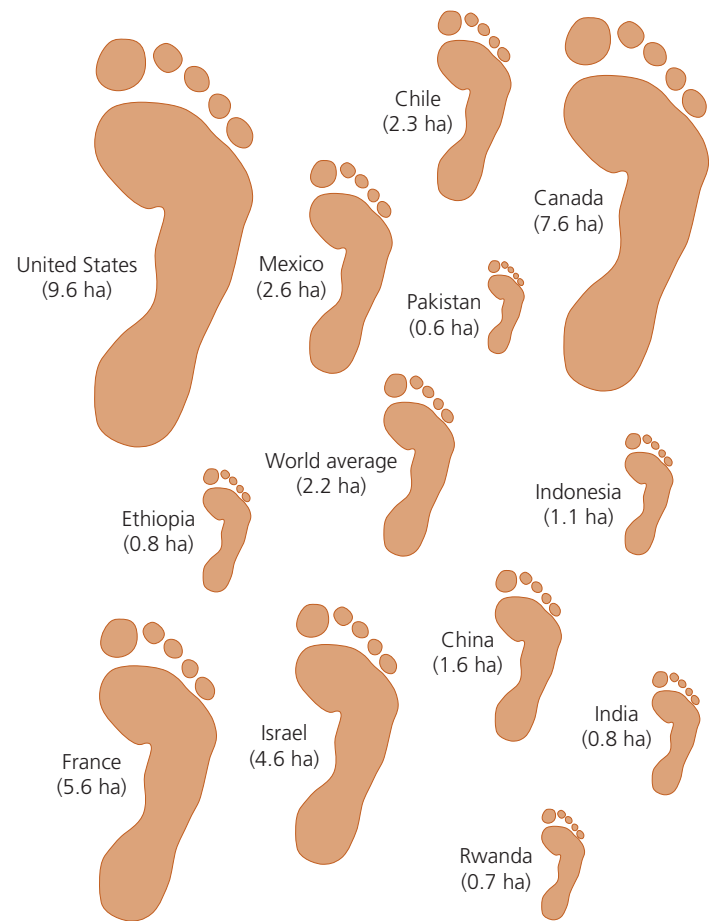 Chile
(2.3 ha)
Canada
(7.6 ha)
United States
(9.6 ha)
Mexico
(2.6 ha)
Pakistan
(0.6 ha)
World average
(2.2 ha)
Indonesia
(1.1 ha)
Ethiopia
(0.8 ha)
China
(1.6 ha)
India
(0.8 ha)
Israel
(4.6 ha)
France
(5.6 ha)
Rwanda
(0.7 ha)